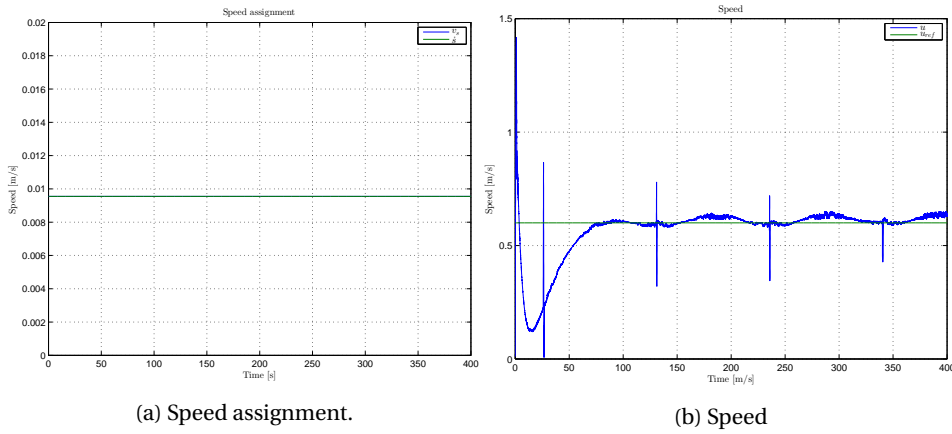 Speed assignment
0.02
0.018
0.016
0.014
0.012
0.01
0.008
0.006
0.004
0.002
0
Speed [m/s]
v_s
ṡ
0 50 100 150 200 250 300 350 400
Time [s]
(a) Speed assignment.
Speed
1.5
1
0.5
0
Speed [m/s]
u
u_ref
0 50 100 150 200 250 300 350 400
Time [m/s]
(b) Speed